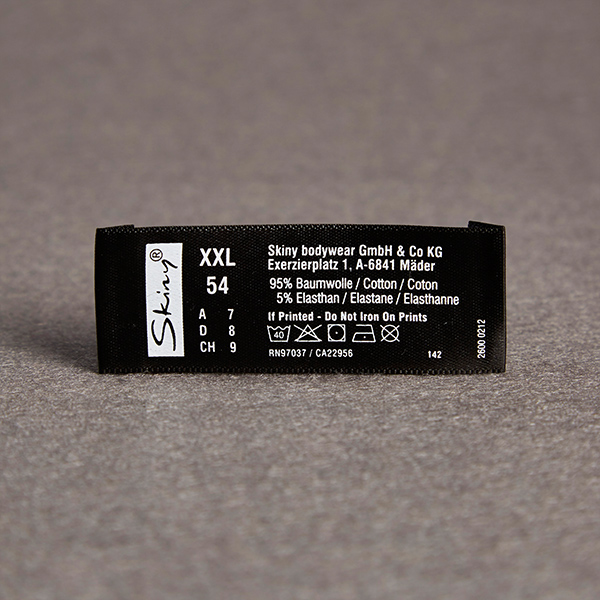 Skiny®
XXL
54
A 7
D 8
CH 9
Skiny bodywear GmbH & Co KG
Exerzierplatz 1, A-6841 Mäder
95% Baumwolle / Cotton / Coton
5% Elasthan / Elastane / Elasthanne
If Printed - Do Not Iron On Prints
40
RN97037 / CA22956 142
2600 0212